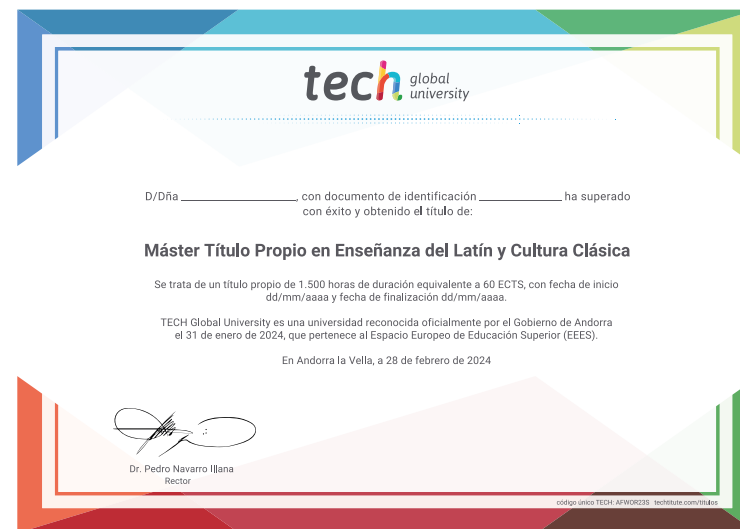 tech global university
D/Dña ____________, con documento de identificación ____________ ha superado
con éxito y obtenido el título de:
Máster Título Propio en Enseñanza del Latín y Cultura Clásica
Se trata de un título propio de 1.500 horas de duración equivalente a 60 ECTS, con fecha de inicio
dd/mm/aaaa y fecha de finalización dd/mm/aaaa.
TECH Global University es una universidad reconocida oficialmente por el Gobierno de Andorra
el 31 de enero de 2024, que pertenece al Espacio Europeo de Educación Superior (EEES).
En Andorra la Vella, a 28 de febrero de 2024
Dr. Pedro Navarro Illana
Rector
código único TECH: AFWOR23S techtitute.com/titulos